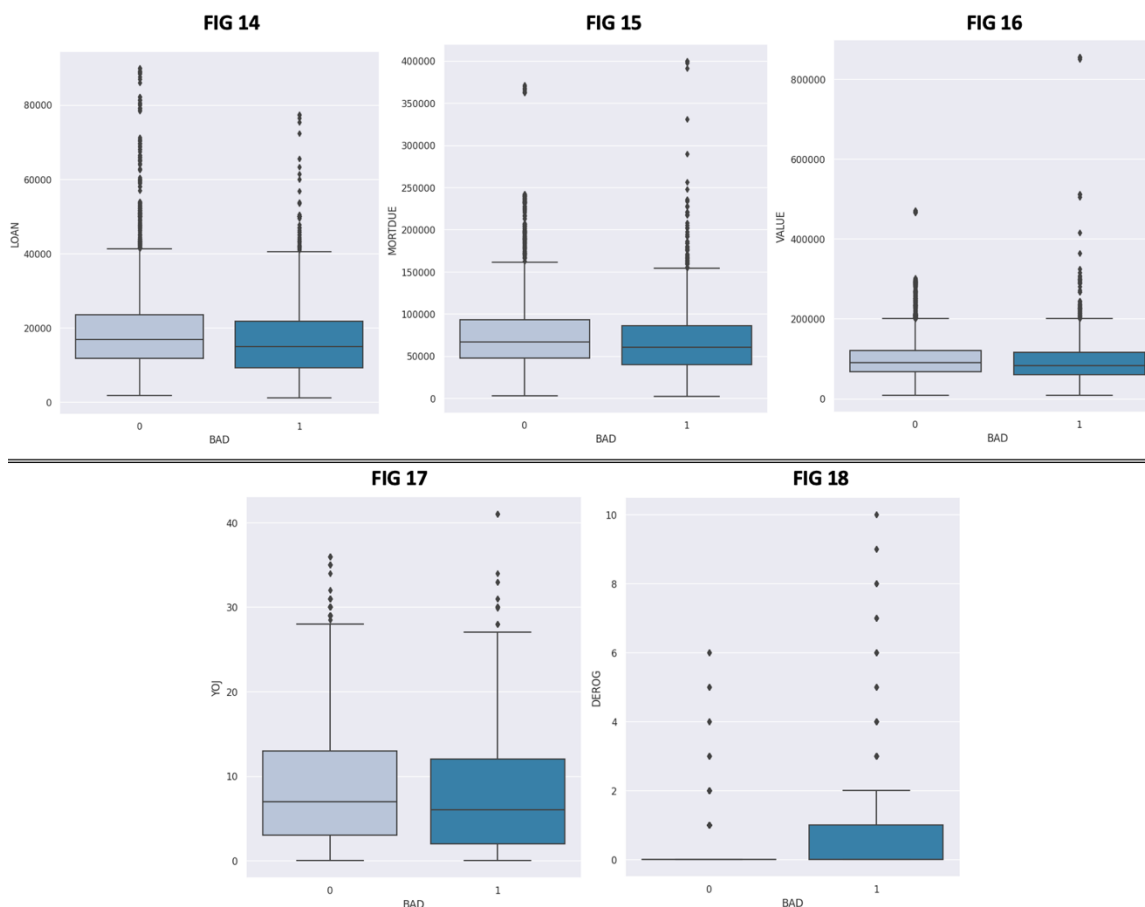 FIG 14
FIG 15
FIG 16
LOAN
80000
60000
40000
20000
0
0 1
BAD
MORTDUE
400000
350000
300000
250000
200000
150000
100000
50000
0
0 1
BAD
VALUE
800000
600000
400000
200000
0
0 1
BAD
FIG 17
FIG 18
YOJ
40
30
20
10
0
0 1
BAD
DEROG
10
8
6
4
2
0
0 1
BAD